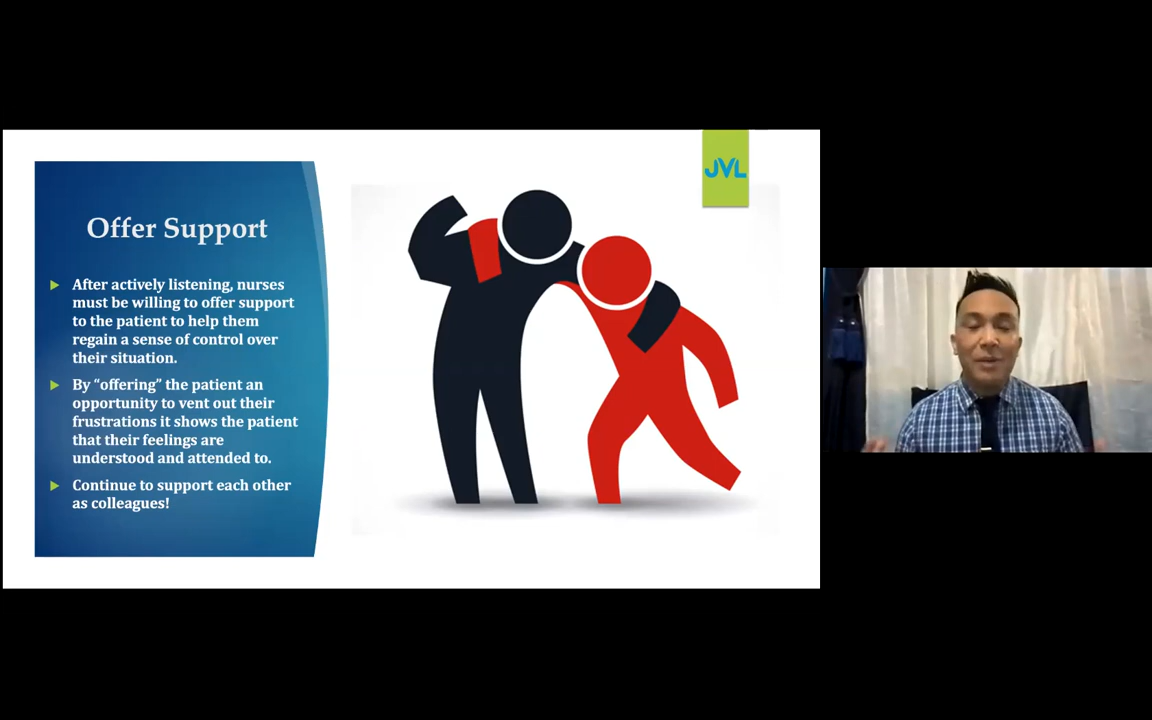 JVL
Offer Support
After actively listening, nurses
must be willing to offer support
to the patient to help them
regain a sense of control over
their situation.
By “offering” the patient an
opportunity to vent out their
frustrations it shows the patient
that their feelings are
understood and attended to.
Continue to support each other
as colleagues!